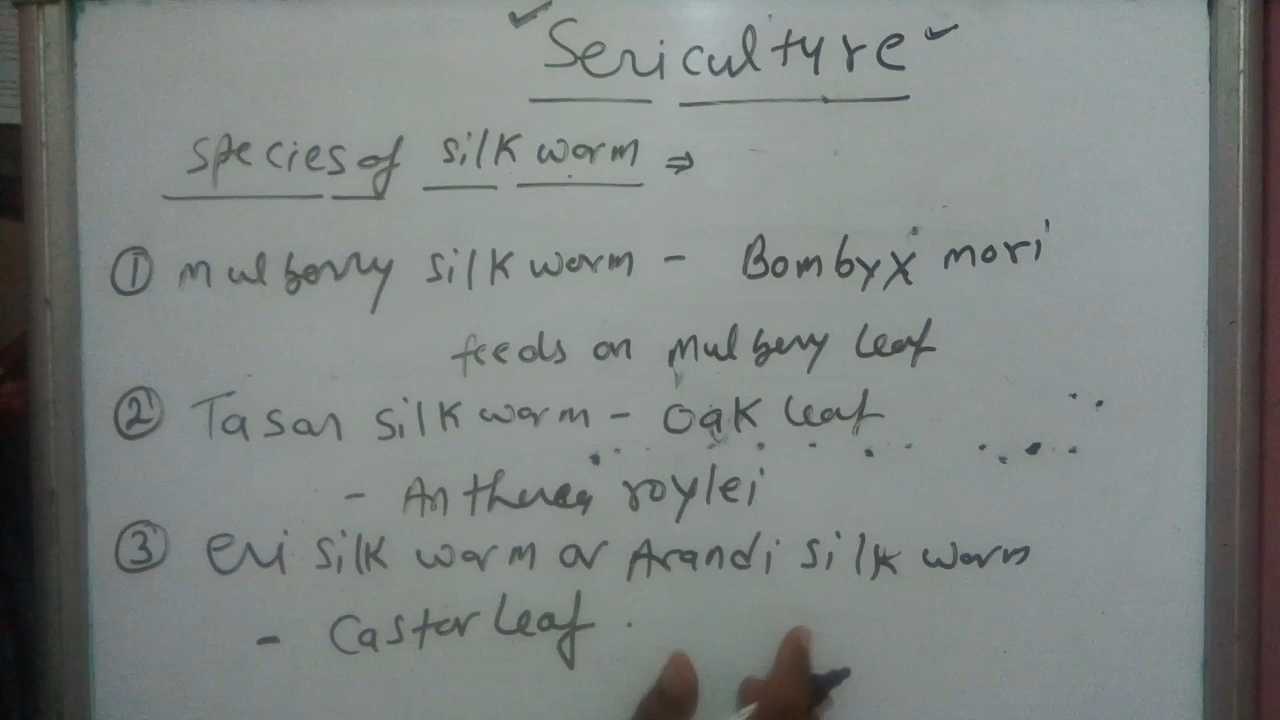 Sericulture
species of silk worm ⇒
① Mulberry silk worm - Bombyx mori
feeds on Mulberry leaf
② Tasar silk worm - Oak leaf
- Antheraea roylei
③ Eri silk worm or Arandi silk worm
- Castor leaf.